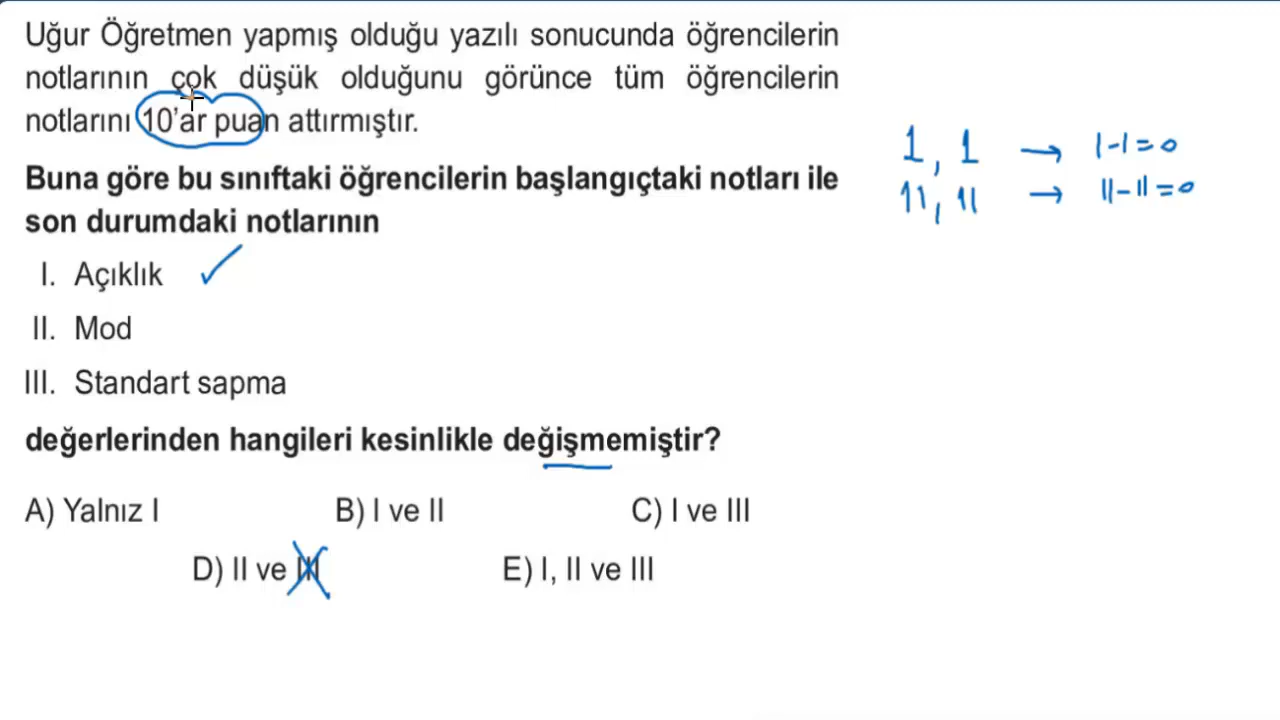 Uğur Öğretmen yapmış olduğu yazılı sonucunda öğrencilerin
notlarının çok düşük olduğunu görünce tüm öğrencilerin
notlarını 10'ar puan attırmıştır.
1, 1 → 1-1=0
11, 11 → 11-11=0
Buna göre bu sınıftaki öğrencilerin başlangıçtaki notları ile
son durumdaki notlarının
I. Açıklık ✓
II. Mod
III. Standart sapma
değerlerinden hangileri kesinlikle değişmemiştir?
A) Yalnız I B) I ve II C) I ve III
D) II ve III E) I, II ve III